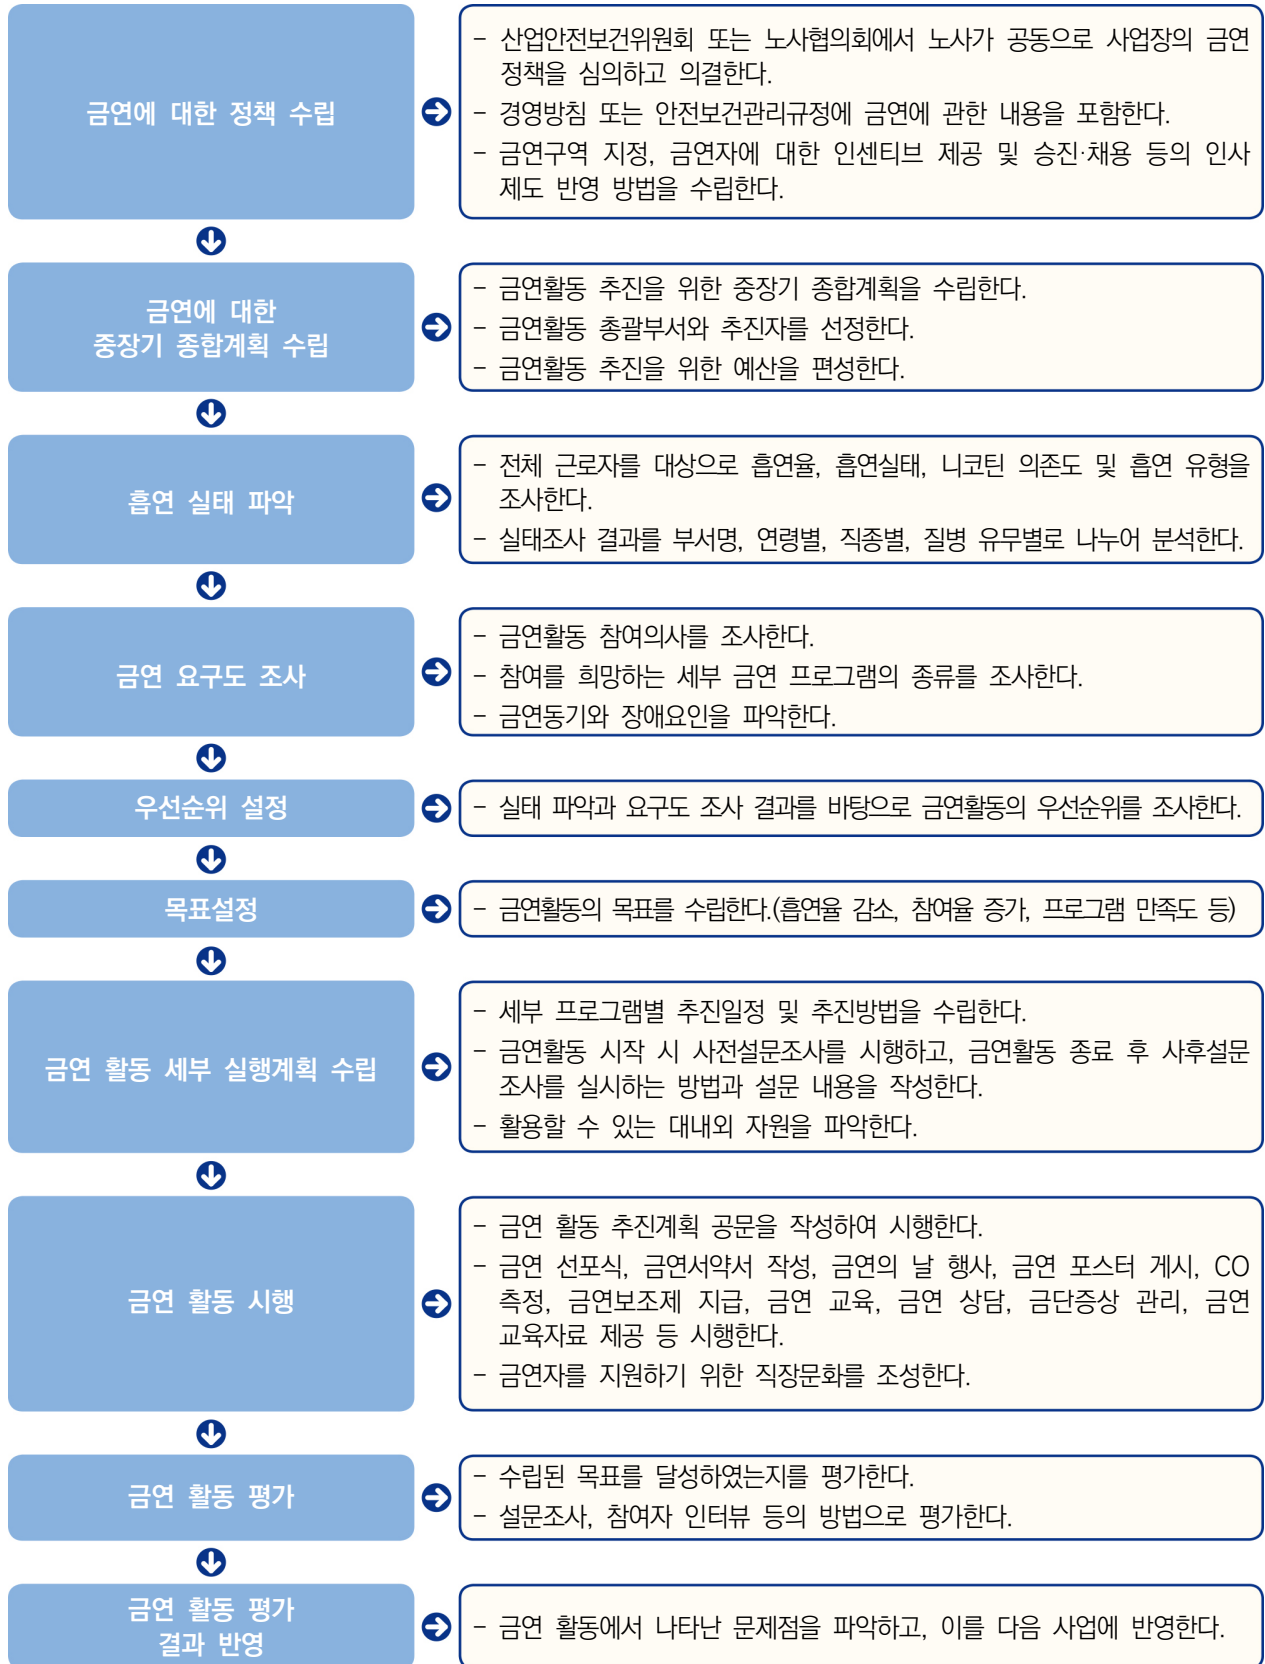 금연에 대한 정책 수립
- 산업안전보건위원회 또는 노사협의회에서 노사가 공동으로 사업장의 금연
정책을 심의하고 의결한다.
- 경영방침 또는 안전보건관리규정에 금연에 관한 내용을 포함한다.
- 금연구역 지정, 금연자에 대한 인센티브 제공 및 승진·채용 등의 인사
제도 반영 방법을 수립한다.
금연에 대한
중장기 종합계획 수립
- 금연활동 추진을 위한 중장기 종합계획을 수립한다.
- 금연활동 총괄부서와 추진자를 선정한다.
- 금연활동 추진을 위한 예산을 편성한다.
흡연 실태 파악
- 전체 근로자를 대상으로 흡연율, 흡연실태, 니코틴 의존도 및 흡연 유형을
조사한다.
- 실태조사 결과를 부서명, 연령별, 직종별, 질병 유무별로 나누어 분석한다.
금연 요구도 조사
- 금연활동 참여의사를 조사한다.
- 참여를 희망하는 세부 금연 프로그램의 종류를 조사한다.
- 금연동기와 장애요인을 파악한다.
우선순위 설정
- 실태 파악과 요구도 조사 결과를 바탕으로 금연활동의 우선순위를 조사한다.
목표설정
- 금연활동의 목표를 수립한다.(흡연율 감소, 참여율 증가, 프로그램 만족도 등)
금연 활동 세부 실행계획 수립
- 세부 프로그램별 추진일정 및 추진방법을 수립한다.
- 금연활동 시작 시 사전설문조사를 시행하고, 금연활동 종료 후 사후설문
조사를 실시하는 방법과 설문 내용을 작성한다.
- 활용할 수 있는 대내외 자원을 파악한다.
금연 활동 시행
- 금연 활동 추진계획 공문을 작성하여 시행한다.
- 금연 선포식, 금연서약서 작성, 금연의 날 행사, 금연 포스터 게시, CO
측정, 금연보조제 지급, 금연 교육, 금연 상담, 금단증상 관리, 금연
교육자료 제공 등 시행한다.
- 금연자를 지원하기 위한 직장문화를 조성한다.
금연 활동 평가
- 수립된 목표를 달성하였는지를 평가한다.
- 설문조사, 참여자 인터뷰 등의 방법으로 평가한다.
금연 활동 평가
결과 반영
- 금연 활동에서 나타난 문제점을 파악하고, 이를 다음 사업에 반영한다.